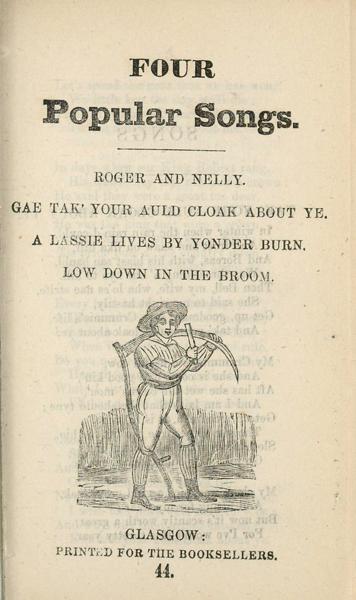 FOUR
Popular Songs.
ROGER AND NELLY.
GAE TAK' YOUR AULD CLOAK ABOUT YE.
A LASSIE LIVES BY YONDER BURN.
LOW DOWN IN THE BROOM.
GLASGOW:
PRINTED FOR THE BOOKSELLERS.
44.